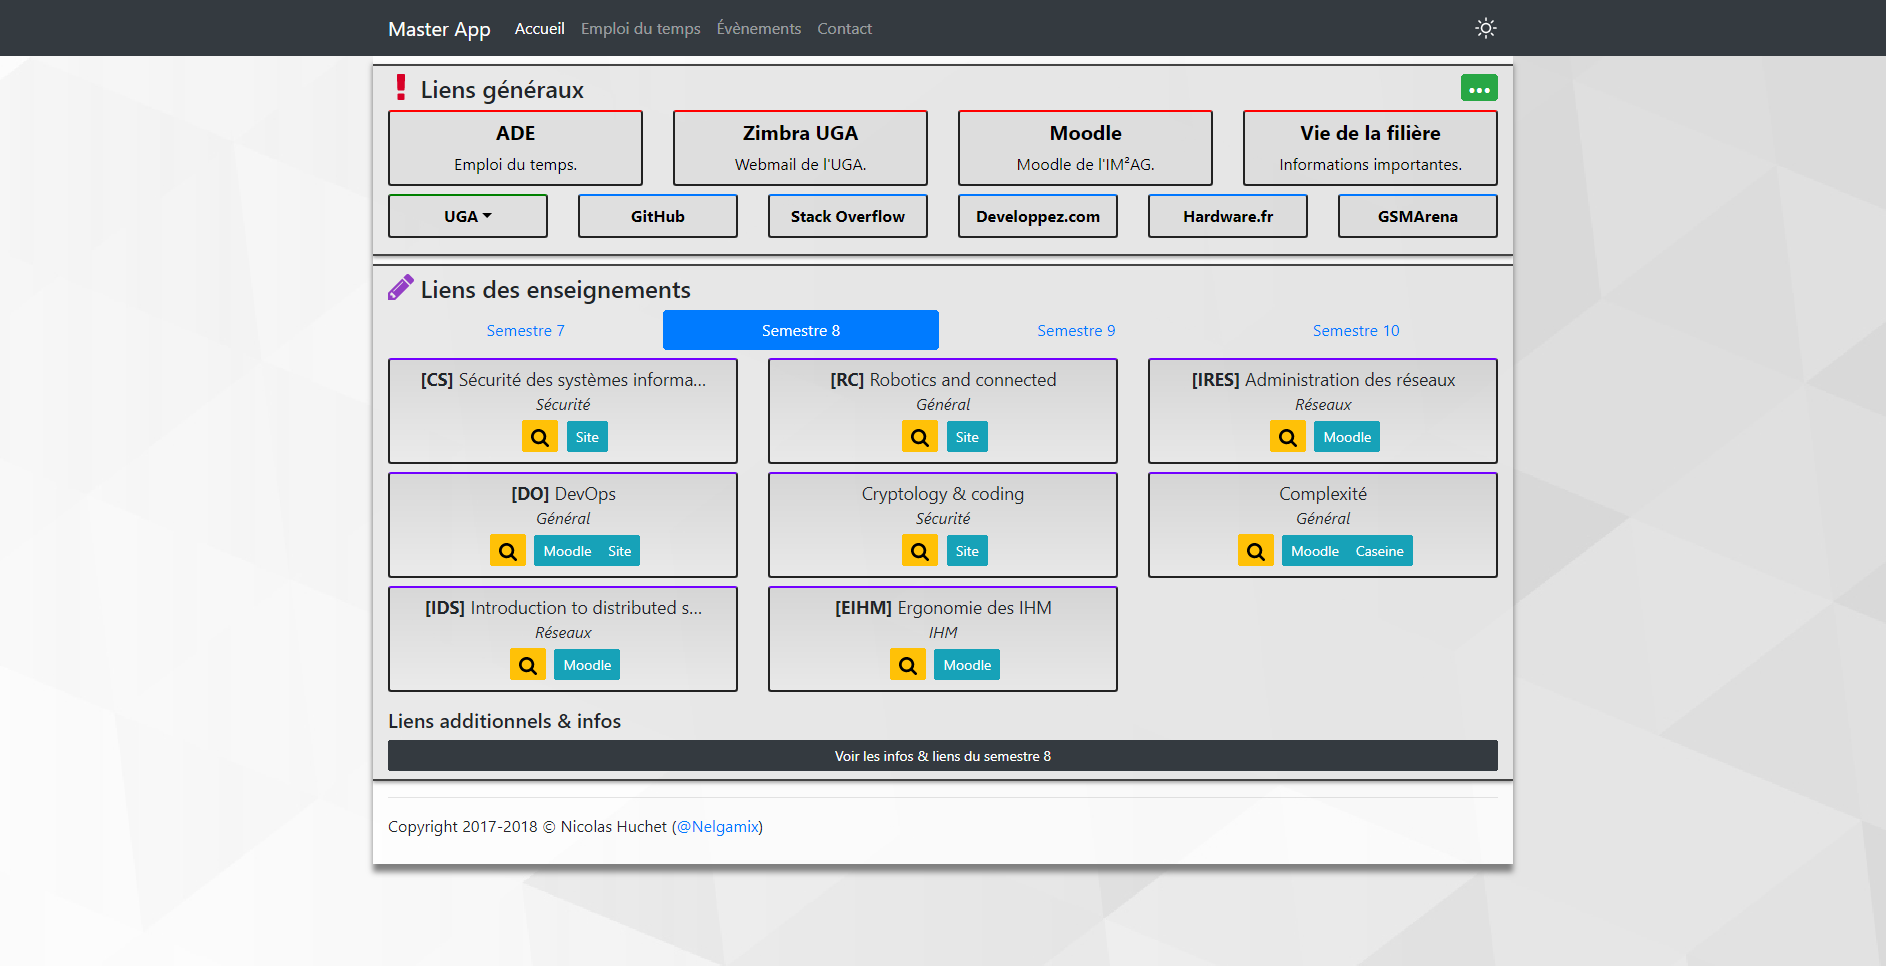 Master App Accueil Emploi du temps Évènements Contact
Liens généraux
...
ADE
Emploi du temps.
Zimbra UGA
Webmail de l'UGA.
Moodle
Moodle de l'IM²AG.
Vie de la filière
Informations importantes.
UGA
GitHub
Stack Overflow
Developpez.com
Hardware.fr
GSMArena
Liens des enseignements
Semestre 7
Semestre 8
Semestre 9
Semestre 10
[CS] Sécurité des systèmes informa...
Sécurité
Site
[RC] Robotics and connected
Général
Site
[IRES] Administration des réseaux
Réseaux
Moodle
[DO] DevOps
Général
Moodle Site
Cryptology & coding
Sécurité
Site
Complexité
Général
Moodle Caseine
[IDS] Introduction to distributed s...
Réseaux
Moodle
[EIHM] Ergonomie des IHM
IHM
Moodle
Liens additionnels & infos
Voir les infos & liens du semestre 8
Copyright 2017-2018 © Nicolas Huchet (@Nelgamix)